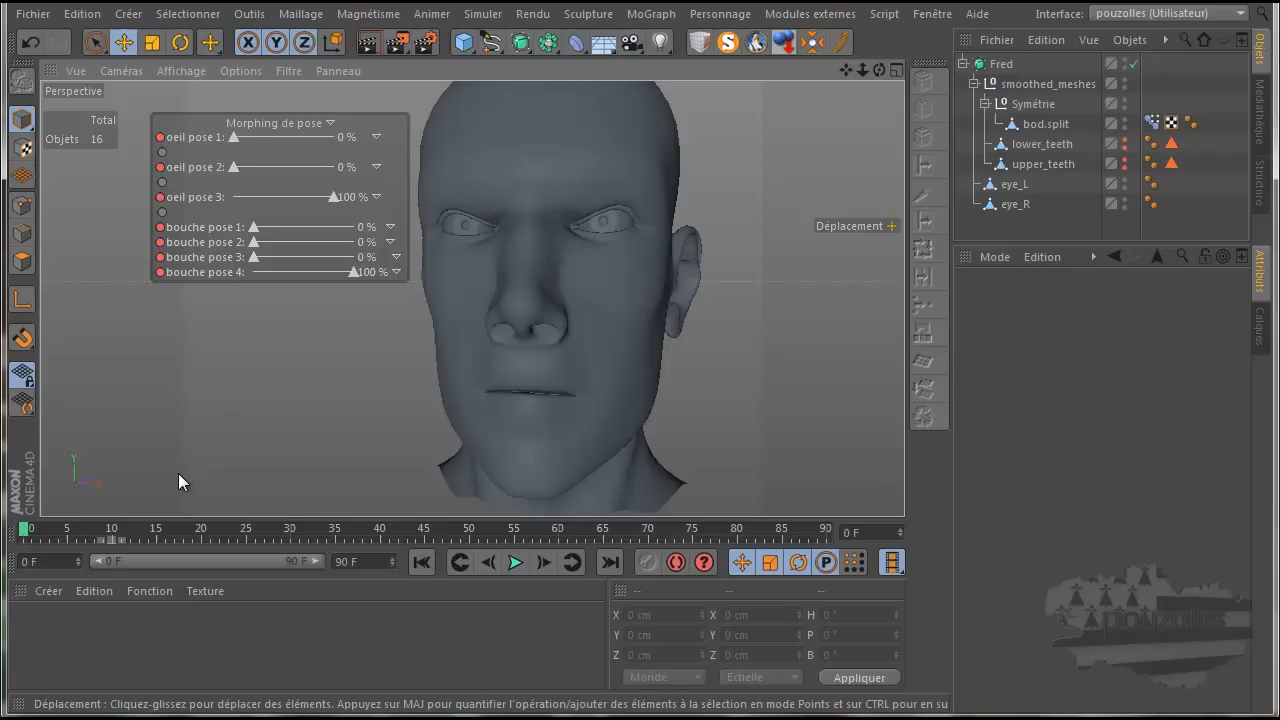 Fichier Edition Créer Sélectionner Outils Maillage Magnétisme Animer Simuler Rendu Sculpture MoGraph Personnage Modules externes Script Fenêtre Aide Interface: pouzolles (Utilisateur)
Fichier Edition Vue Objets
Vue Caméras Affichage Options Filtre Panneau
Perspective
Total
Objets 16
Morphing de pose
oeil pose 1: 0 %
oeil pose 2: 0 %
oeil pose 3: 100 %
bouche pose 1: 0 %
bouche pose 2: 0 %
bouche pose 3: 0 %
bouche pose 4: 100 %
Déplacement
Fred
smoothed_meshes
Symétrie
bod.split
lower_teeth
upper_teeth
eye_L
eye_R
Objets
Médiathèque
Structure
Mode Edition
Attributs
Calques
Y
X
MAXON
CINEMA4D
0 5 10 15 20 25 30 35 40 45 50 55 60 65 70 75 80 85 90 0 F
0 F 0 F 90 F 90 F
Créer Edition Fonction Texture
-- -- --
X 0 cm X 0 cm H 0 °
Y 0 cm Y 0 cm P 0 °
Z 0 cm Z 0 cm B 0 °
Monde Echelle Appliquer
pouzolles
Déplacement : Cliquez-glissez pour déplacer des éléments. Appuyez sur MAJ pour quantifier l'opération/ajouter des éléments à la sélection en mode Points et sur CTRL pour en su